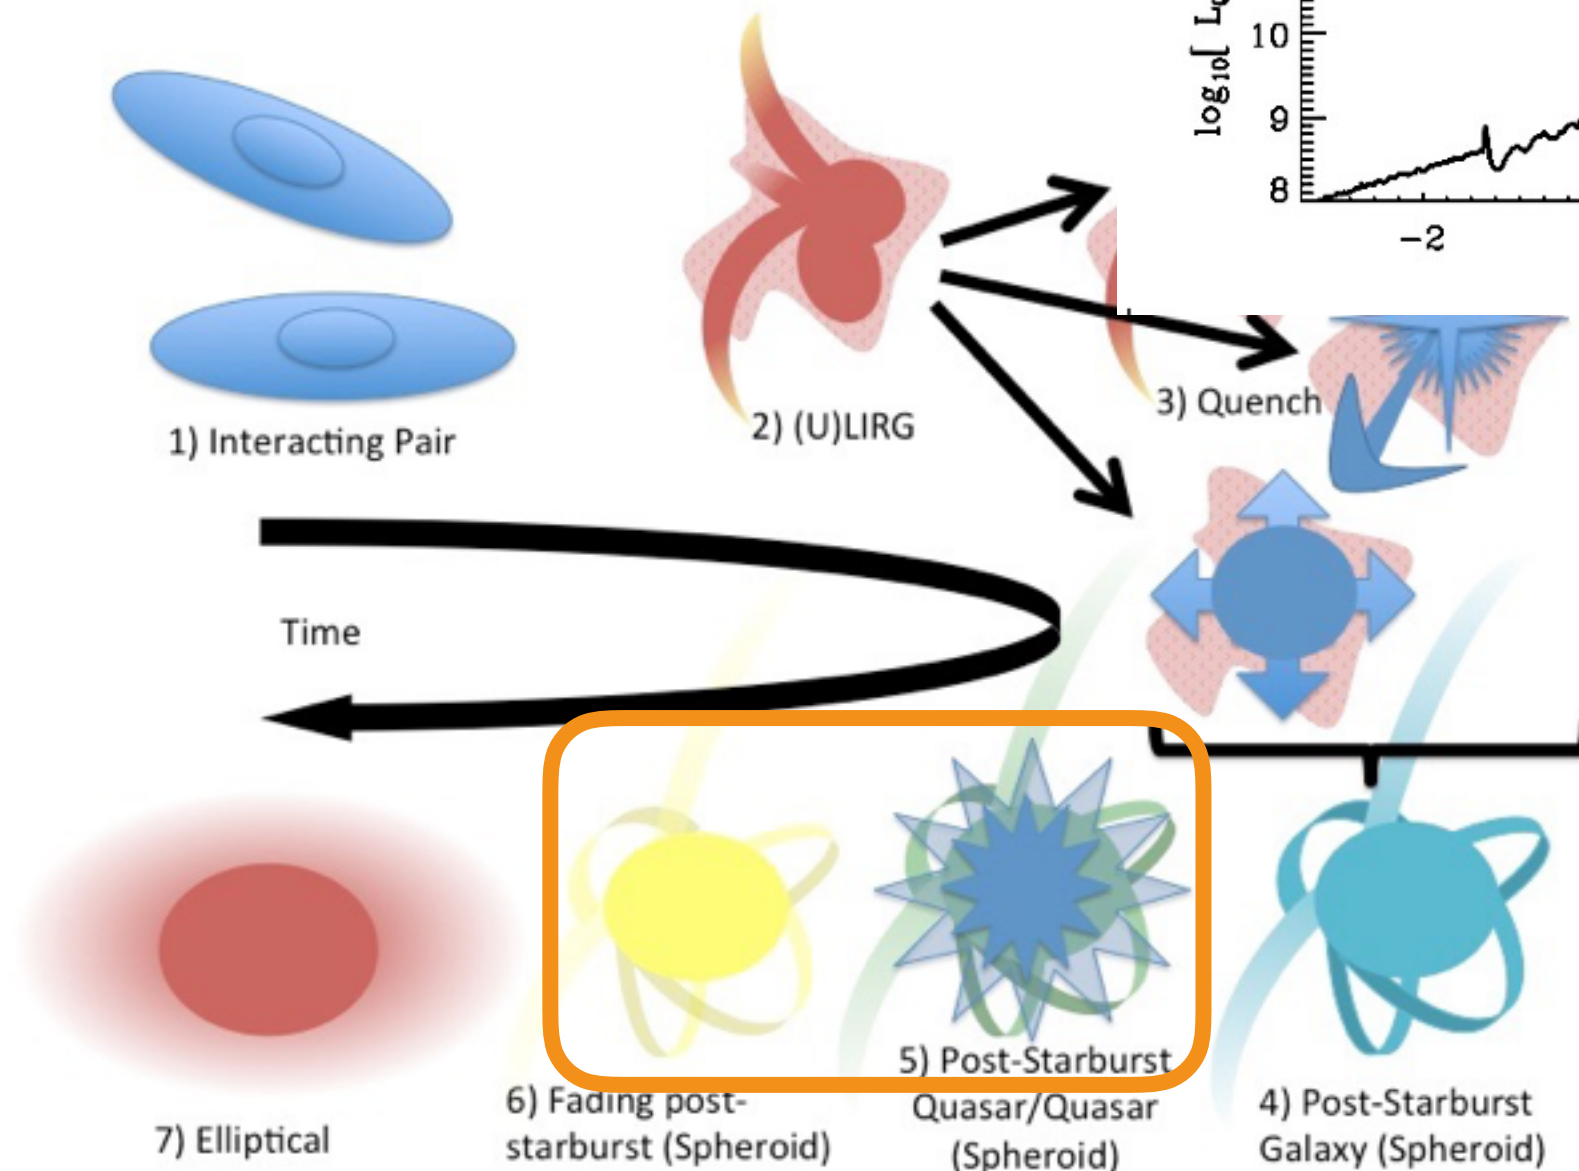 log₁₀[ L
10
9
8
-2
1) Interacting Pair
2) (U)LIRG
3) Quench
Time
5) Post-Starburst
Quasar/Quasar
(Spheroid)
6) Fading post-
starburst (Spheroid)
4) Post-Starburst
Galaxy (Spheroid)
7) Elliptical